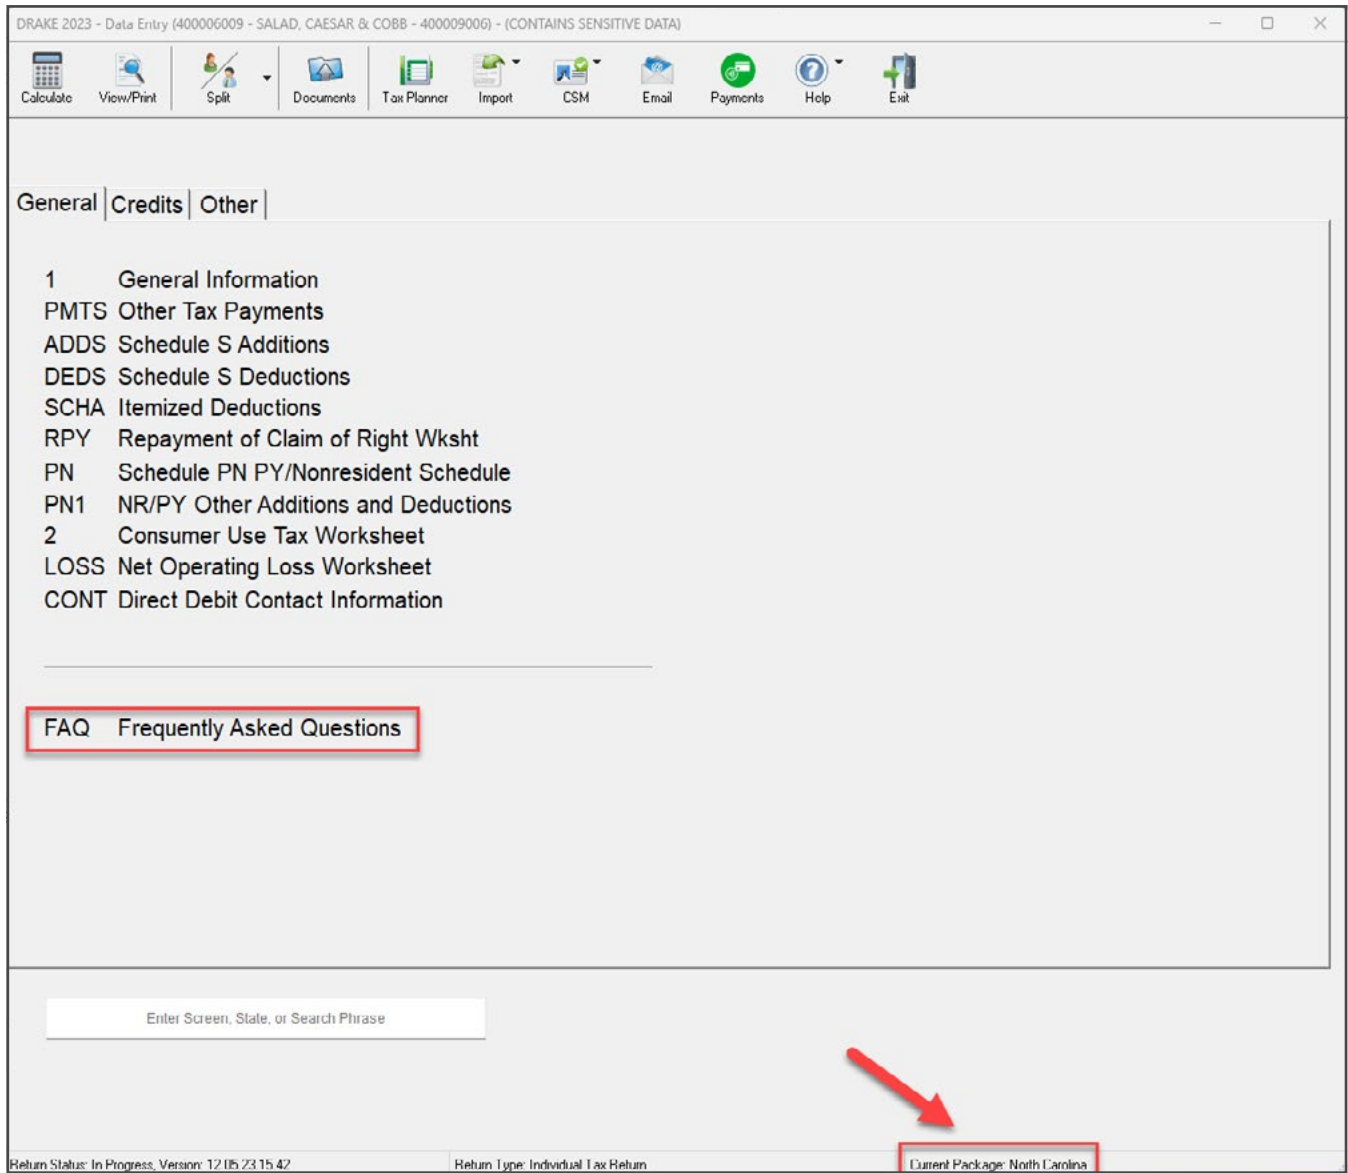 DRAKE 2023 - Data Entry (400006009 - SALAD, CAESAR & COBB - 400009006) - (CONTAINS SENSITIVE DATA)
Calculate View/Print Split Documents Tax Planner Import CSM Email Payments Help Exit
General Credits Other
1 General Information
PMTS Other Tax Payments
ADDS Schedule S Additions
DEDS Schedule S Deductions
SCHA Itemized Deductions
RPY Repayment of Claim of Right Wksht
PN Schedule PN PY/Nonresident Schedule
PN1 NR/PY Other Additions and Deductions
2 Consumer Use Tax Worksheet
LOSS Net Operating Loss Worksheet
CONT Direct Debit Contact Information
FAQ Frequently Asked Questions
Enter Screen, State, or Search Phrase
Return Status: In Progress, Version: 12.05.23.15.42 Return Type: Individual Tax Return Current Package: North Carolina